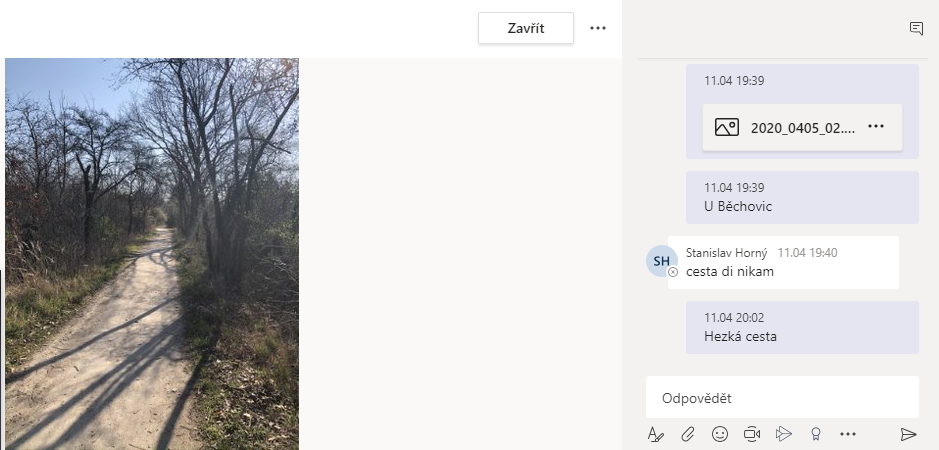 Zavřít
11.04 19:39
2020_0405_02....
11.04 19:39
U Běchovic
SH
Stanislav Horný 11.04 19:40
cesta di nikam
11.04 20:02
Hezká cesta
Odpovědět